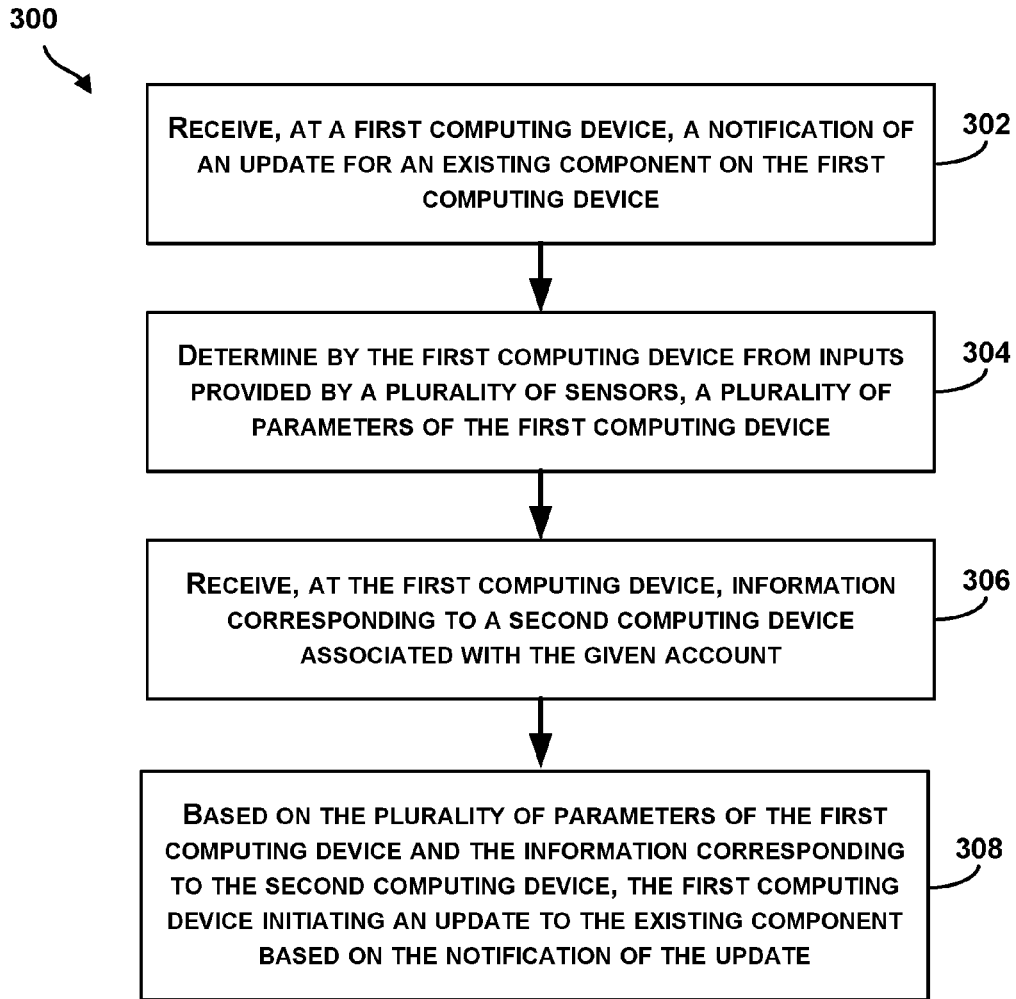 300
RECEIVE, AT A FIRST COMPUTING DEVICE, A NOTIFICATION OF
AN UPDATE FOR AN EXISTING COMPONENT ON THE FIRST
COMPUTING DEVICE
302
DETERMINE BY THE FIRST COMPUTING DEVICE FROM INPUTS
PROVIDED BY A PLURALITY OF SENSORS, A PLURALITY OF
PARAMETERS OF THE FIRST COMPUTING DEVICE
304
RECEIVE, AT THE FIRST COMPUTING DEVICE, INFORMATION
CORRESPONDING TO A SECOND COMPUTING DEVICE
ASSOCIATED WITH THE GIVEN ACCOUNT
306
BASED ON THE PLURALITY OF PARAMETERS OF THE FIRST
COMPUTING DEVICE AND THE INFORMATION CORRESPONDING
TO THE SECOND COMPUTING DEVICE, THE FIRST COMPUTING
DEVICE INITIATING AN UPDATE TO THE EXISTING COMPONENT
BASED ON THE NOTIFICATION OF THE UPDATE
308